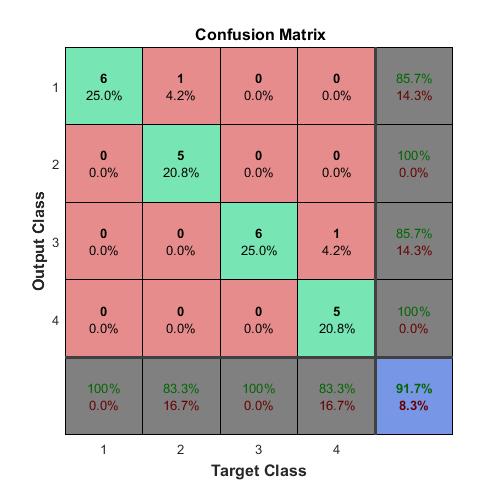 Confusion Matrix
6 1 0 0 85.7%
1
25.0% 4.2% 0.0% 0.0% 14.3%
0 5 0 0 100%
2
0.0% 20.8% 0.0% 0.0% 0.0%
0 0 6 1 85.7%
3
0.0% 0.0% 25.0% 4.2% 14.3%
0 0 0 5 100%
4
0.0% 0.0% 0.0% 20.8% 0.0%
100% 83.3% 100% 83.3% 91.7%
0.0% 16.7% 0.0% 16.7% 8.3%
1 2 3 4
Target Class
Output Class